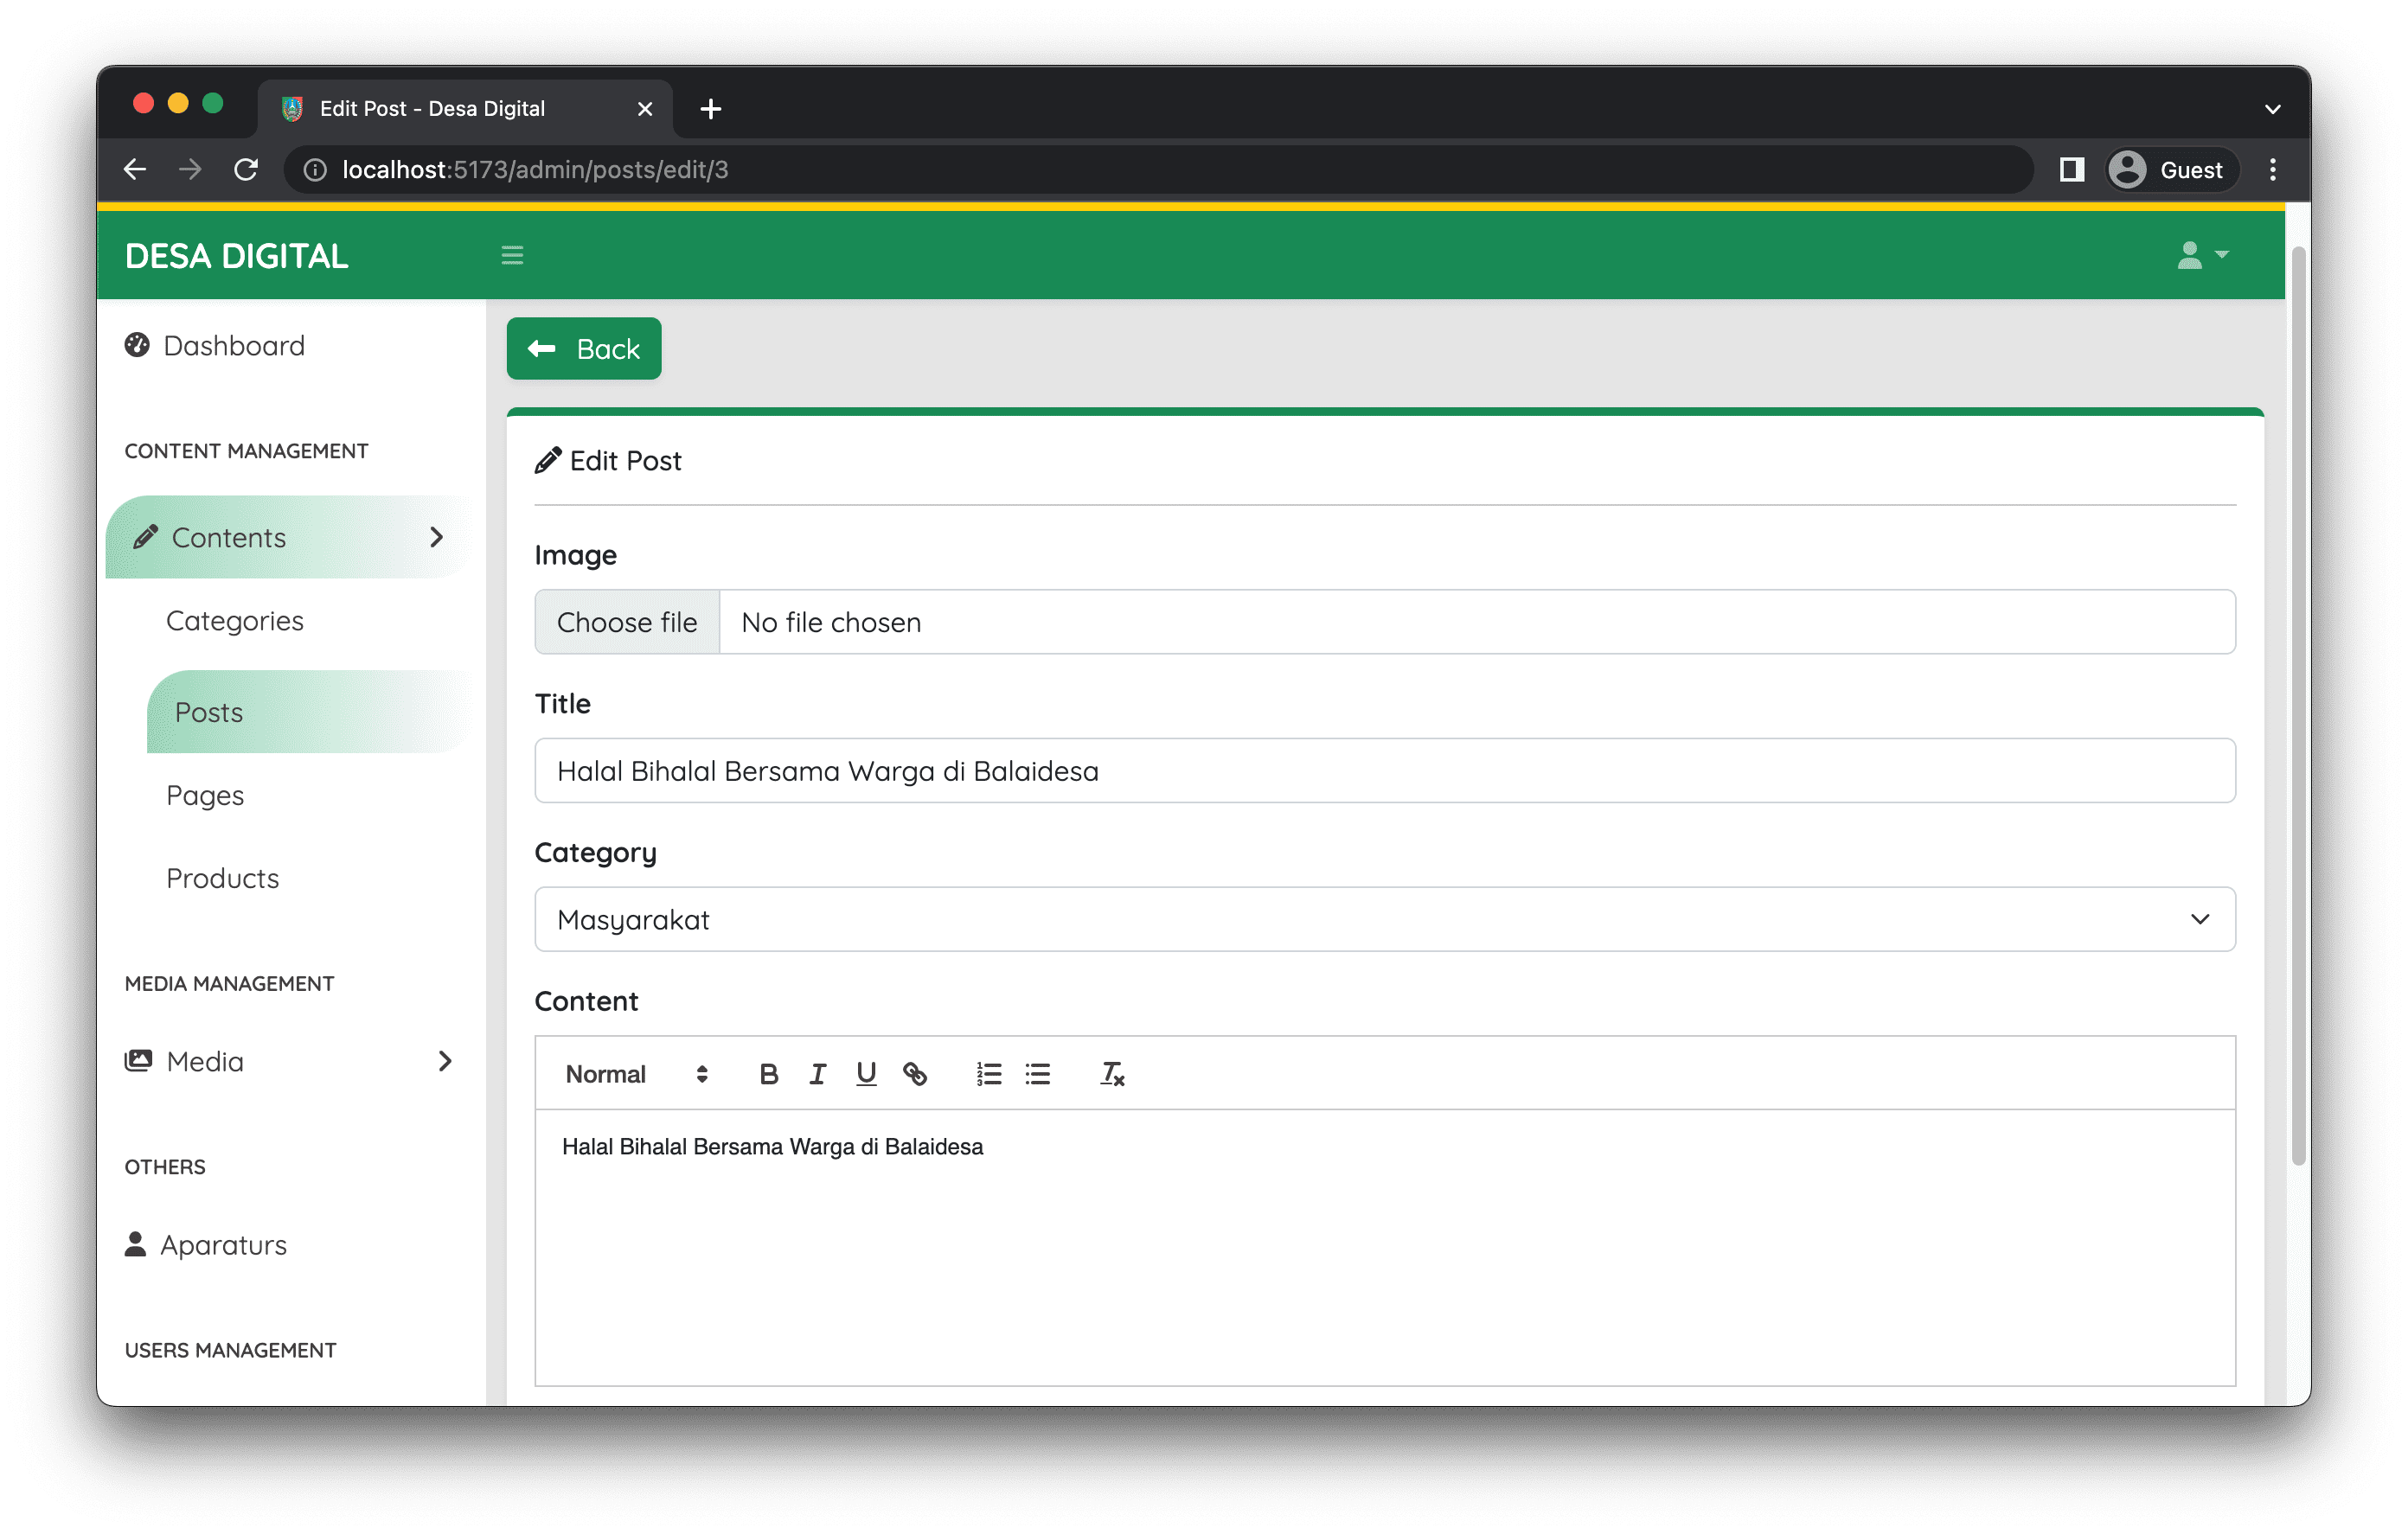 Edit Post - Desa Digital
localhost:5173/admin/posts/edit/3
Guest
DESA DIGITAL
Dashboard
CONTENT MANAGEMENT
Contents
Categories
Posts
Pages
Products
MEDIA MANAGEMENT
Media
OTHERS
Aparaturs
USERS MANAGEMENT
Back
Edit Post
Image
Choose file No file chosen
Title
Halal Bihalal Bersama Warga di Balaidesa
Category
Masyarakat
Content
Normal
Halal Bihalal Bersama Warga di Balaidesa